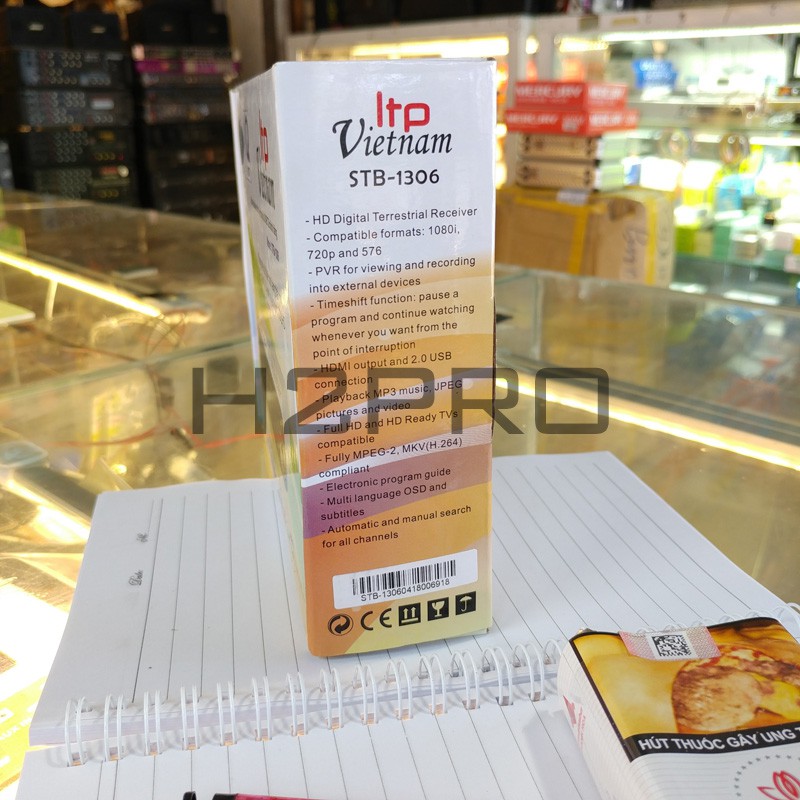 ltp
Vietnam
STB-1306
- HD Digital Terrestrial Receiver
- Compatible formats: 1080i,
720p and 576
- PVR for viewing and recording
into external devices
- Timeshift function: pause a
program and continue watching
whenever you want from the
point of interruption
- HDMI output and 2.0 USB
connection
- Playback MP3 music, JPEG
pictures and video
- Full HD and HD Ready TVs
compatible
- Fully MPEG-2, MKV(H.264)
compliant
- Electronic program guide
- Multi language OSD and
subtitles
- Automatic and manual search
for all channels
STB-13060418006918
CE
ltp
Vietnam
H2PRO
MERCURY
HÚT THUỐC GÂY UNG T